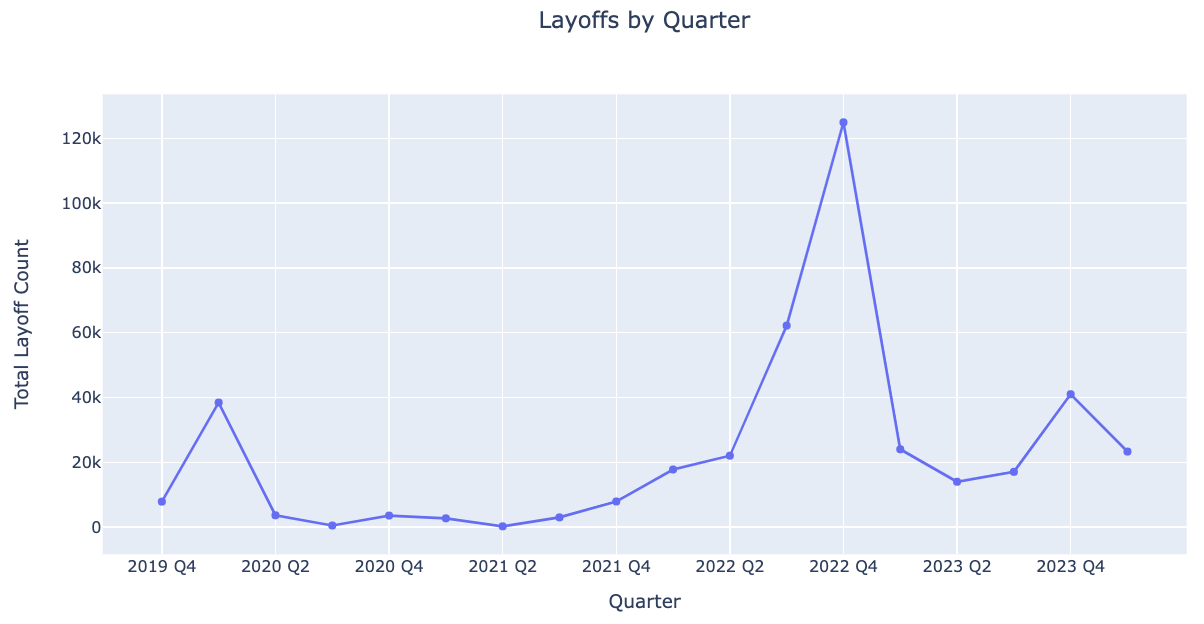 Layoffs by Quarter
Total Layoff Count
120k
100k
80k
60k
40k
20k
0
2019 Q4 2020 Q2 2020 Q4 2021 Q2 2021 Q4 2022 Q2 2022 Q4 2023 Q2 2023 Q4
Quarter